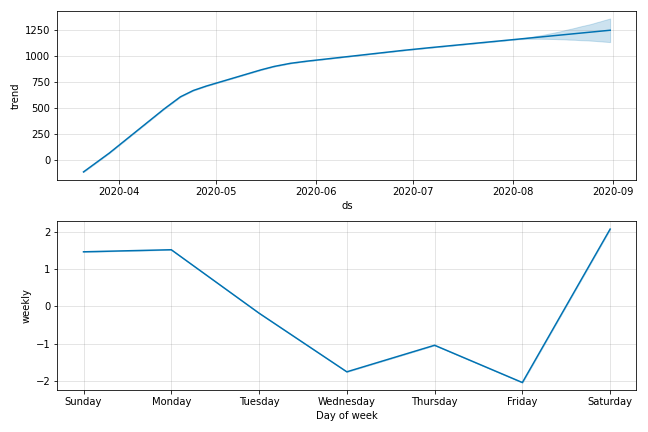 1250
1000
750
500
250
0
trend
2020-04 2020-05 2020-06 2020-07 2020-08 2020-09
ds
2
1
0
−1
−2
weekly
Sunday Monday Tuesday Wednesday Thursday Friday Saturday
Day of week